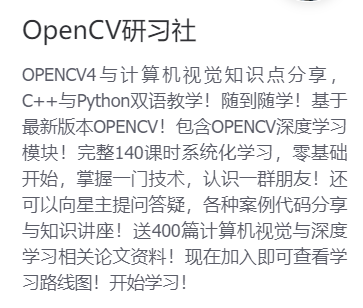 OpenCV研习社
OPENCV4与计算机视觉知识点分享，
C++与Python双语教学！随到随学！基于
最新版本OPENCV！包含OPENCV深度学习
模块！完整140课时系统化学习，零基础
开始，掌握一门技术，认识一群朋友！还
可以向星主提问答疑，各种案例代码分享
与知识讲座！送400篇计算机视觉与深度
学习相关论文资料！现在加入即可查看学
习路线图！开始学习！